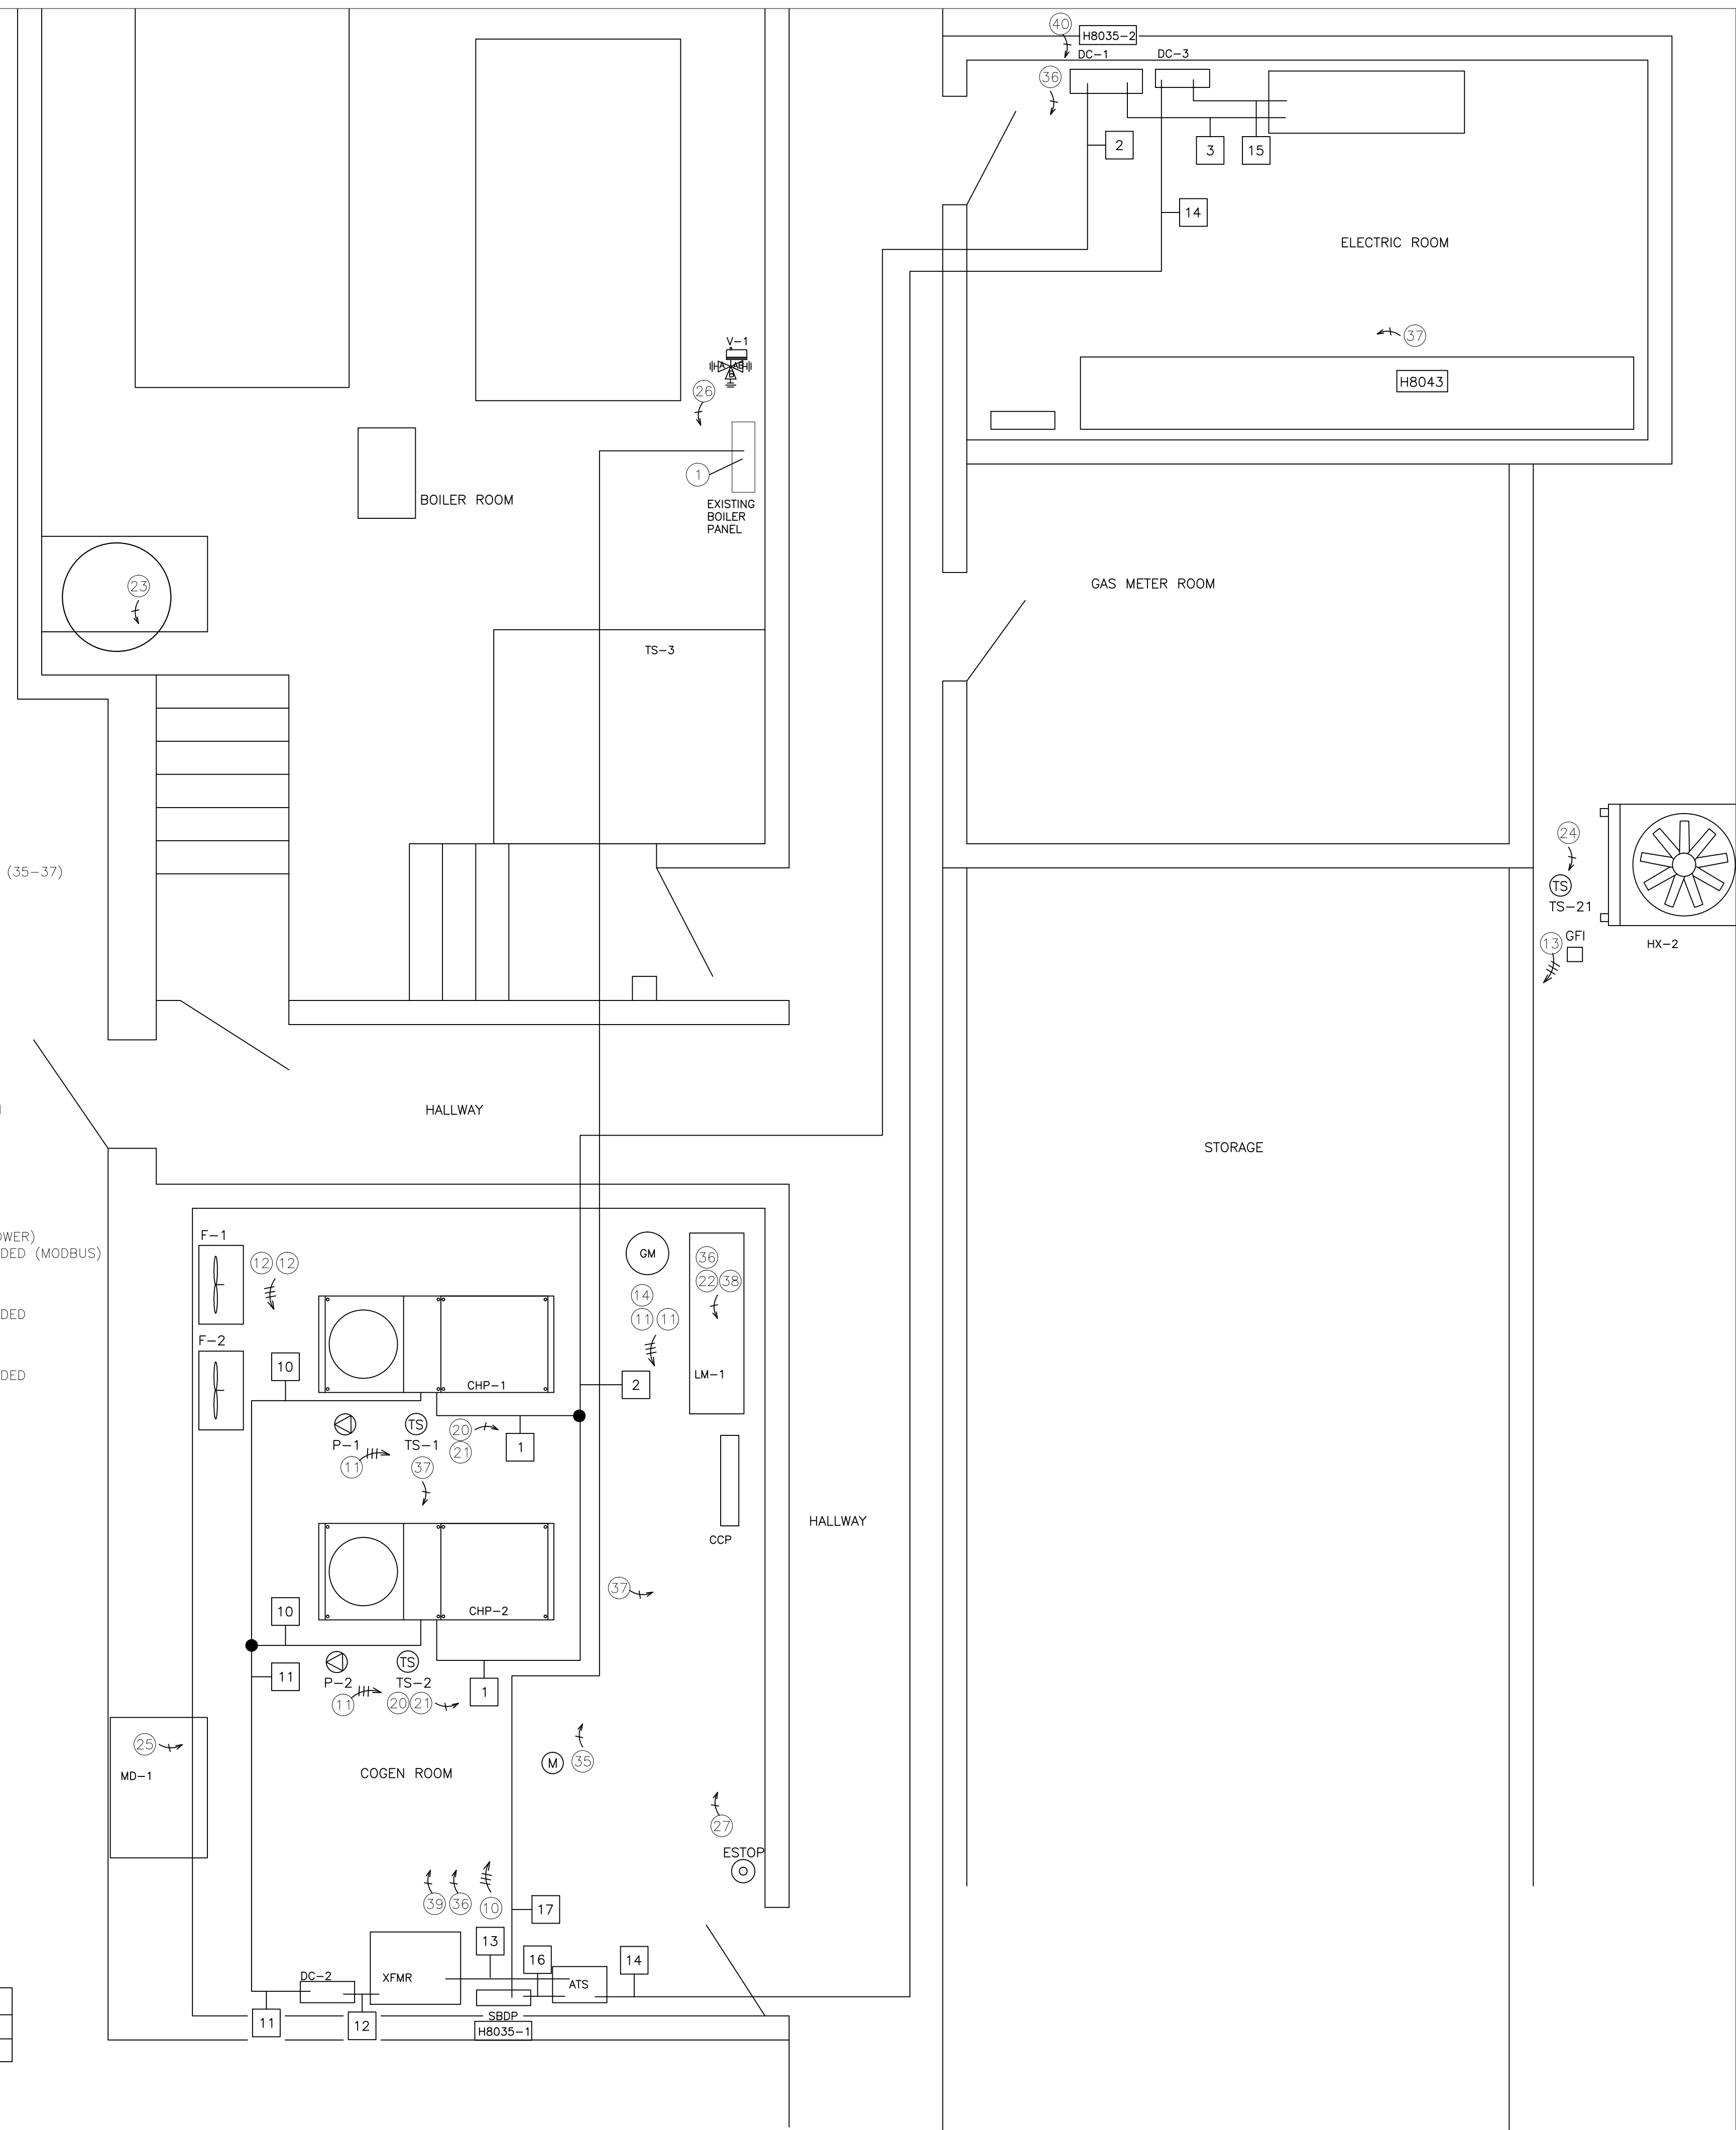 40
H8035-2
DC-1
DC-3
36
2
3
15
14
ELECTRIC ROOM
V-1
A
AB
B
37
26
H8043
1
BOILER ROOM
EXISTING
BOILER
PANEL
23
GAS METER ROOM
TS-3
24
(35-37)
TS
TS-21
GFI
13
HX-2
HALLWAY
STORAGE
F-1
OWER)
DED (MODBUS)
12
12
GM
36
22
38
14
11
11
DED
F-2
10
DED
CHP-1
2
LM-1
TS
P-1
TS-1
20
21
1
11
37
HALLWAY
CCP
37
10
CHP-2
TS
11
P-2
TS-2
11
20
21
1
25
M
35
COGEN ROOM
MD-1
27
ESTOP
39
36
10
17
13
16
14
DC-2
XFMR
ATS
SBDP
11
12
H8035-1